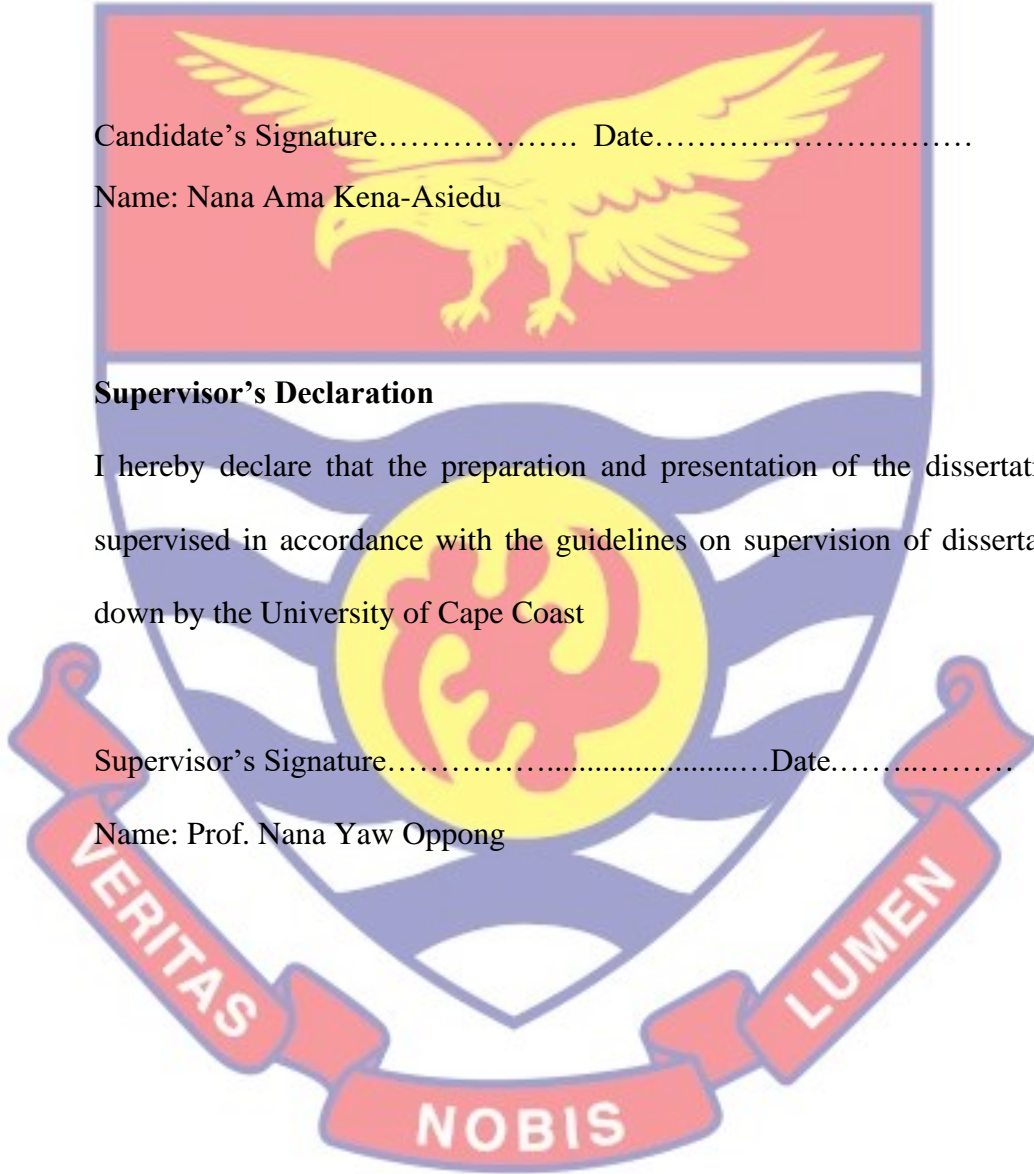 Candidate’s Signature………………. Date…………………………
Name: Nana Ama Kena-Asiedu
Supervisor’s Declaration
I hereby declare that the preparation and presentation of the
supervised in accordance with the guidelines on supervision of
down by the University of Cape Coast
Supervisor’s Signature……………..........................…Date.……..………
Name: Prof. Nana Yaw Oppong
VERITAS
NOBIS
LUMEN